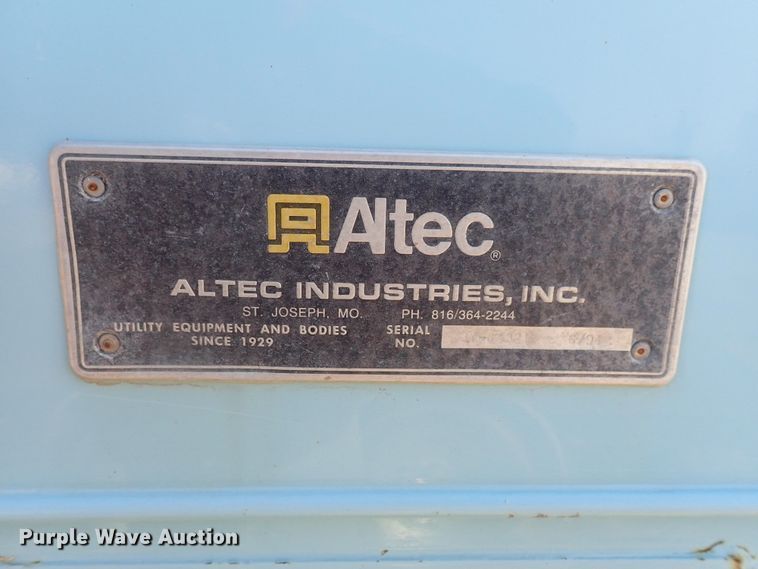 Altec®
ALTEC INDUSTRIES, INC.
ST. JOSEPH, MO. PH. 816/364-2244
UTILITY EQUIPMENT AND BODIES SERIAL
SINCE 1929 NO.
Purple Wave Auction